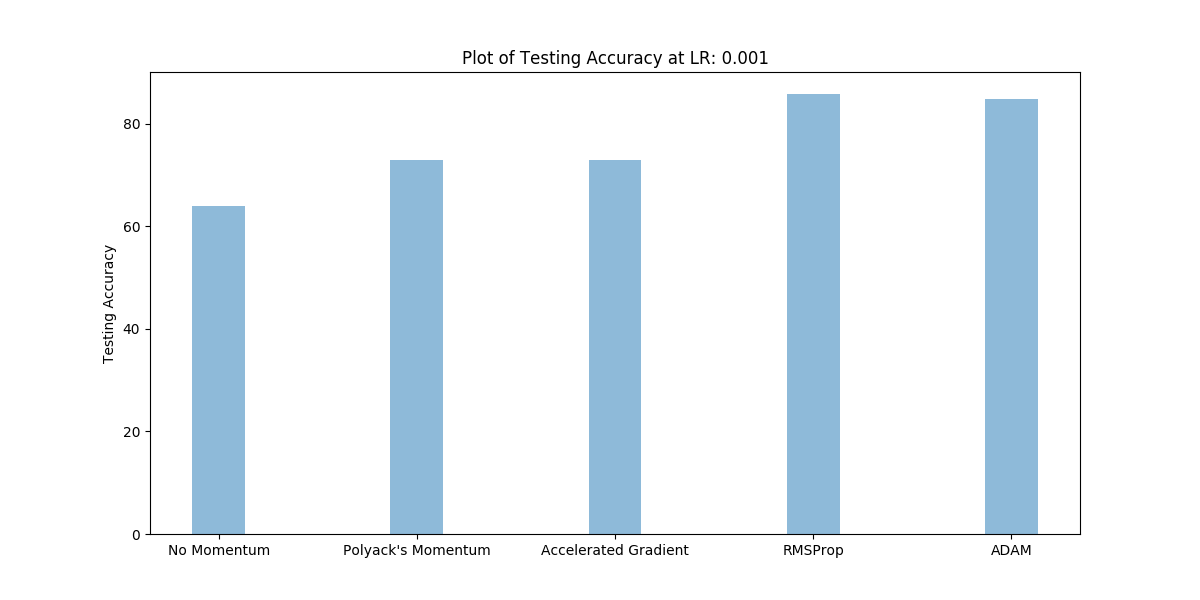 Plot of Testing Accuracy at LR: 0.001
Testing Accuracy
80
60
40
20
0
No Momentum
Polyack's Momentum
Accelerated Gradient
RMSProp
ADAM